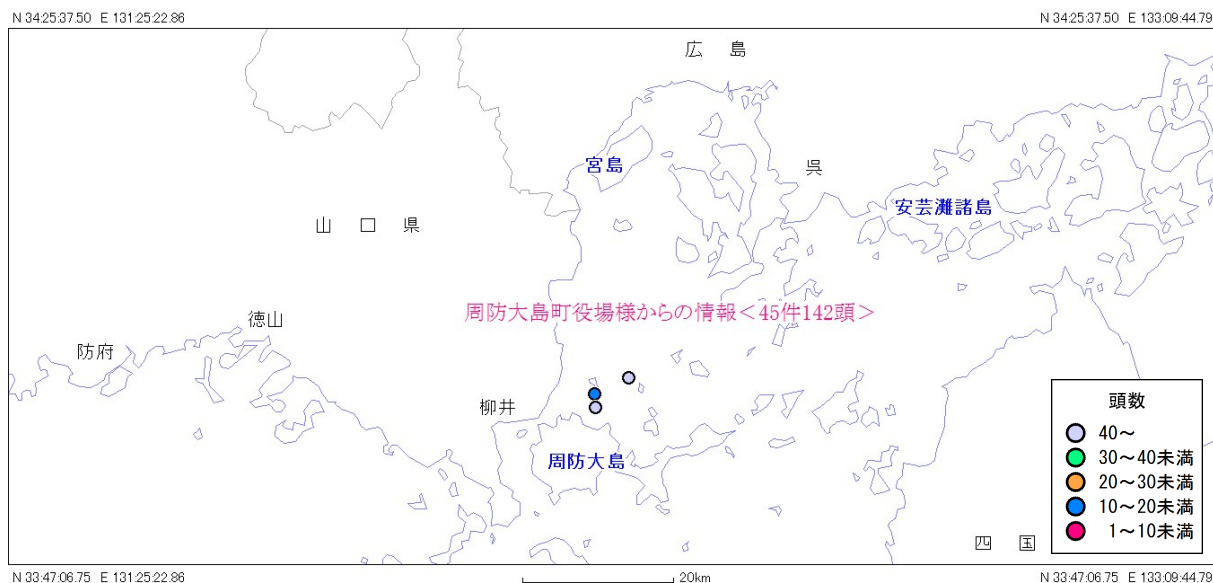 N 34:25:37.50 E 131:25:22.86
N 34:25:37.50 E 133:09:44.79
広 島
宮島
呉
安芸灘諸島
山 口 県
周防大島町役場様からの情報＜45件142頭＞
徳山
防府
柳井
周防大島
頭数
40～
30～40未満
20～30未満
10～20未満
1～10未満
四 国
N 33:47:06.75 E 131:25:22.86
20km
N 33:47:06.75 E 133:09:44.79